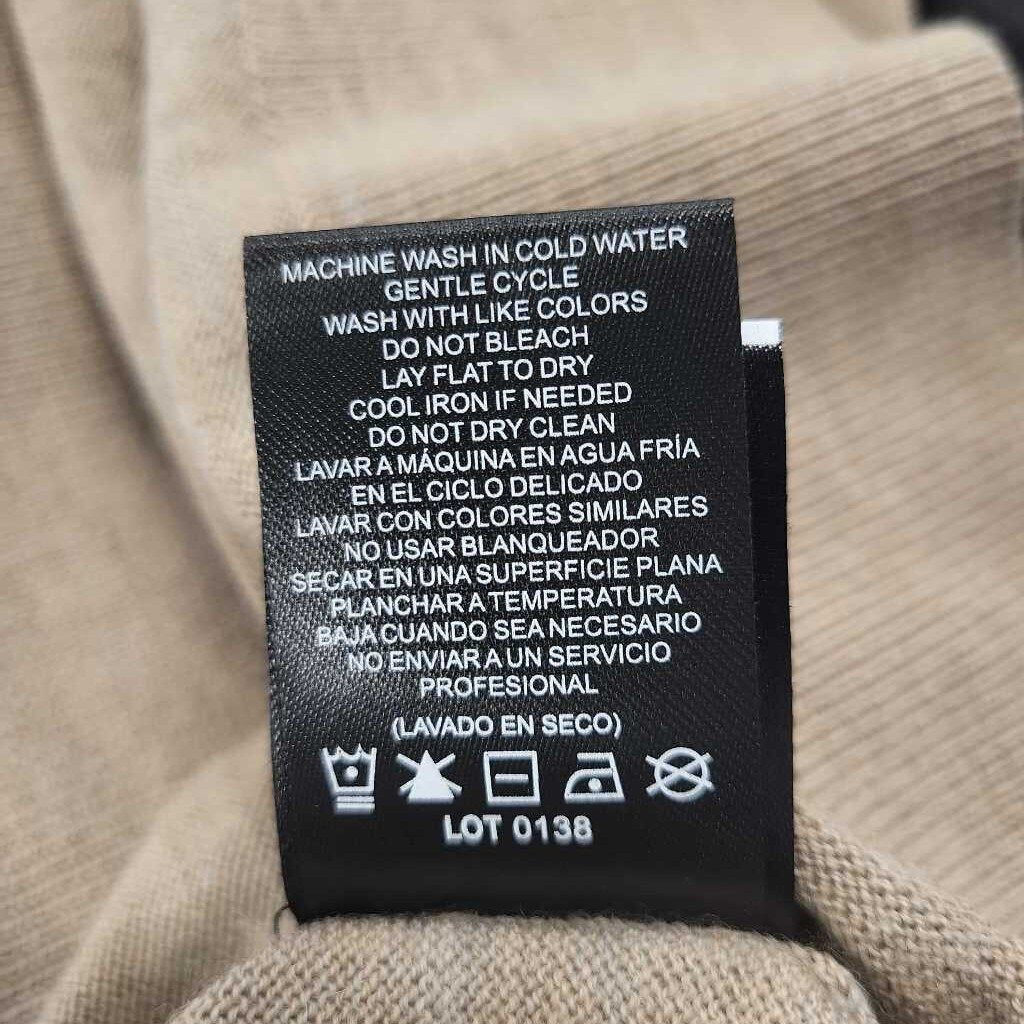 MACHINE WASH IN COLD WATER
GENTLE CYCLE
WASH WITH LIKE COLORS
DO NOT BLEACH
LAY FLAT TO DRY
COOL IRON IF NEEDED
DO NOT DRY CLEAN
LAVAR A MÁQUINA EN AGUA FRÍA
EN EL CICLO DELICADO
LAVAR CON COLORES SIMILARES
NO USAR BLANQUEADOR
SECAR EN UNA SUPERFICIE PLANA
PLANCHAR A TEMPERATURA
BAJA CUANDO SEA NECESARIO
NO ENVIAR A UN SERVICIO
PROFESIONAL
(LAVADO EN SECO)
LOT 0138